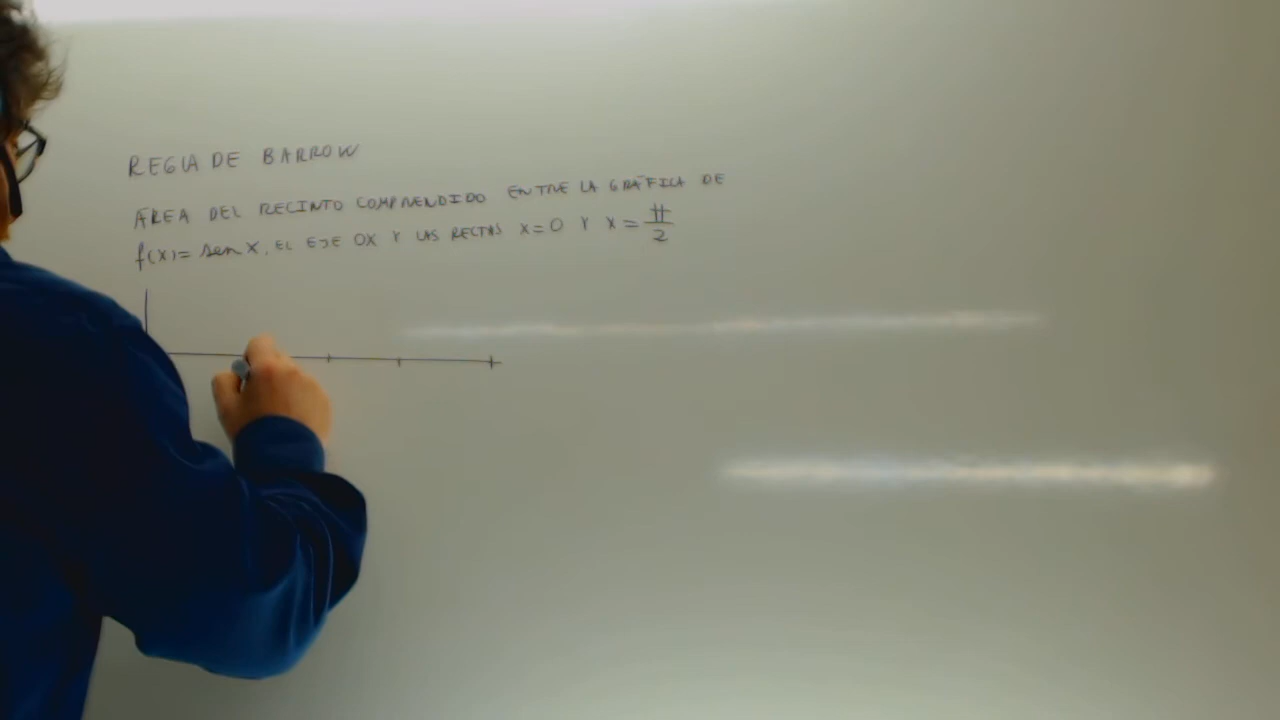 REGLA DE BARROW
ÁREA DEL RECINTO COMPRENDIDO ENTRE LA GRÁFICA DE
f(x)= sen x, EL EJE OX Y LAS RECTAS x=0 Y x= π/2